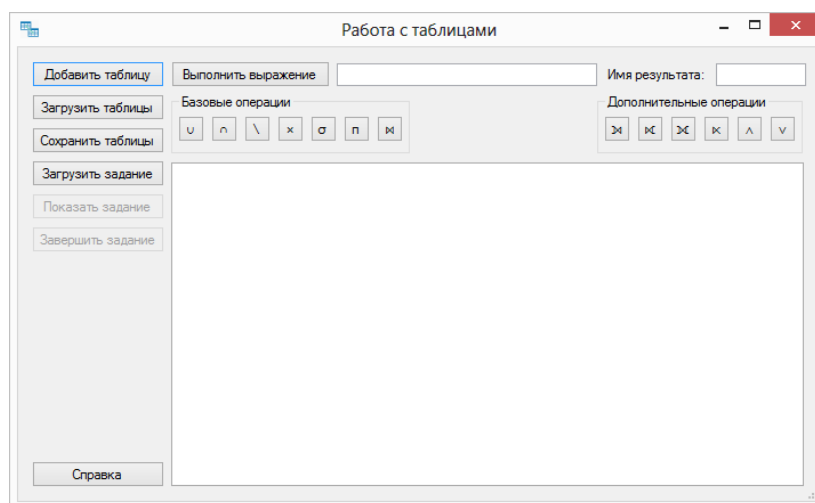 Работа с таблицами
Добавить таблицу Выполнить выражение Имя результата:
Загрузить таблицы Базовые операции Дополнительные операции
∪ ∩ \ × σ п ⋈ ⟕ ⟖ ⟗ ⋉ ∧ ∨
Сохранить таблицы
Загрузить задание
Показать задание
Завершить задание
Справка